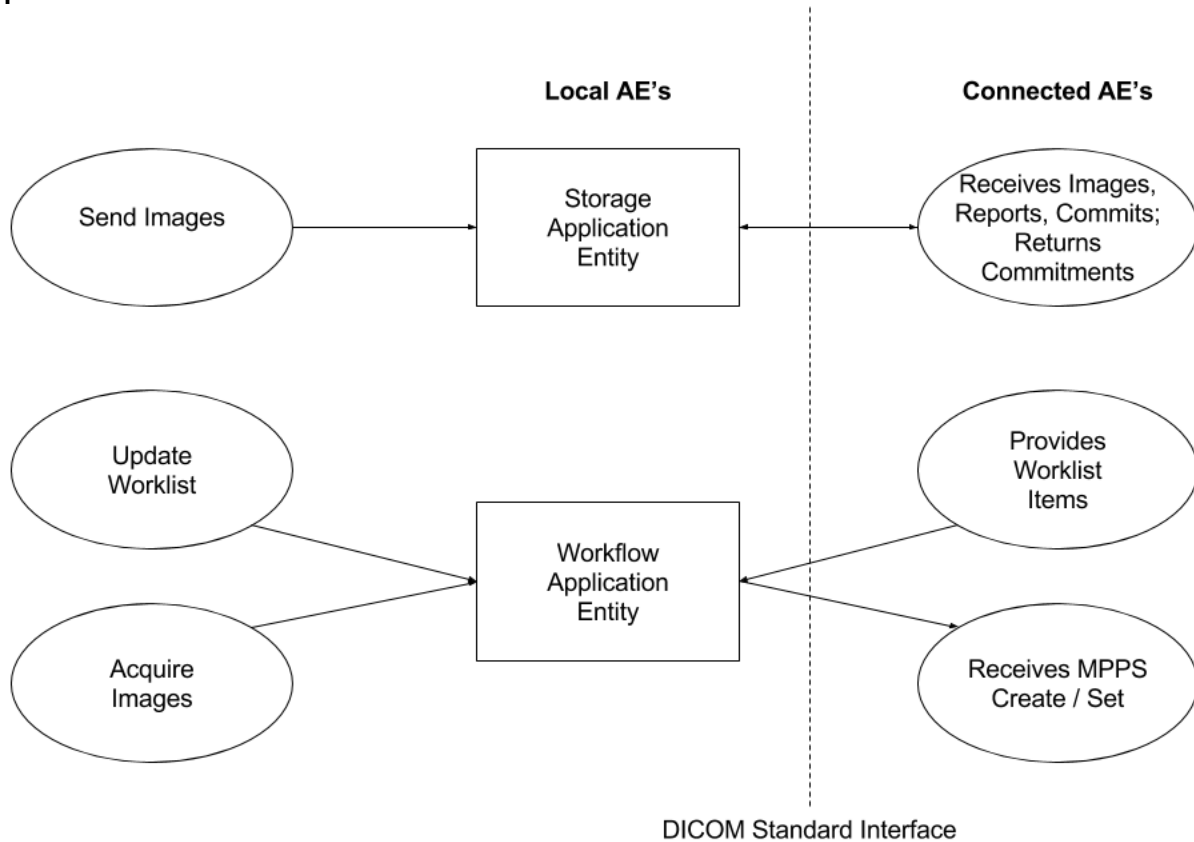 Local AE's
Connected AE's
Send Images
Storage
Application
Entity
Receives Images,
Reports, Commits;
Returns
Commitments
Update
Worklist
Provides
Worklist
Items
Workflow
Application
Entity
Acquire
Images
Receives MPPS
Create / Set
DICOM Standard Interface